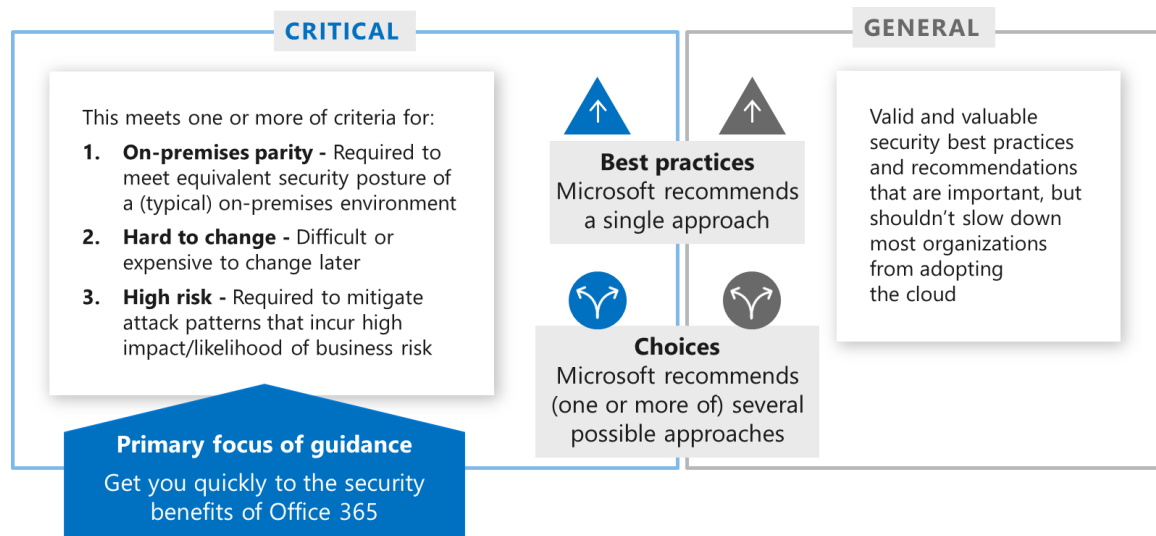 CRITICAL
This meets one or more of criteria for:
1. On-premises parity - Required to
meet equivalent security posture of
a (typical) on-premises environment
2. Hard to change - Difficult or
expensive to change later
3. High risk - Required to mitigate
attack patterns that incur high
impact/likelihood of business risk
Primary focus of guidance
Get you quickly to the security
benefits of Office 365
Best practices
Microsoft recommends
a single approach
Choices
Microsoft recommends
(one or more of) several
possible approaches
GENERAL
Valid and valuable
security best practices
and recommendations
that are important, but
shouldn’t slow down
most organizations
from adopting
the cloud